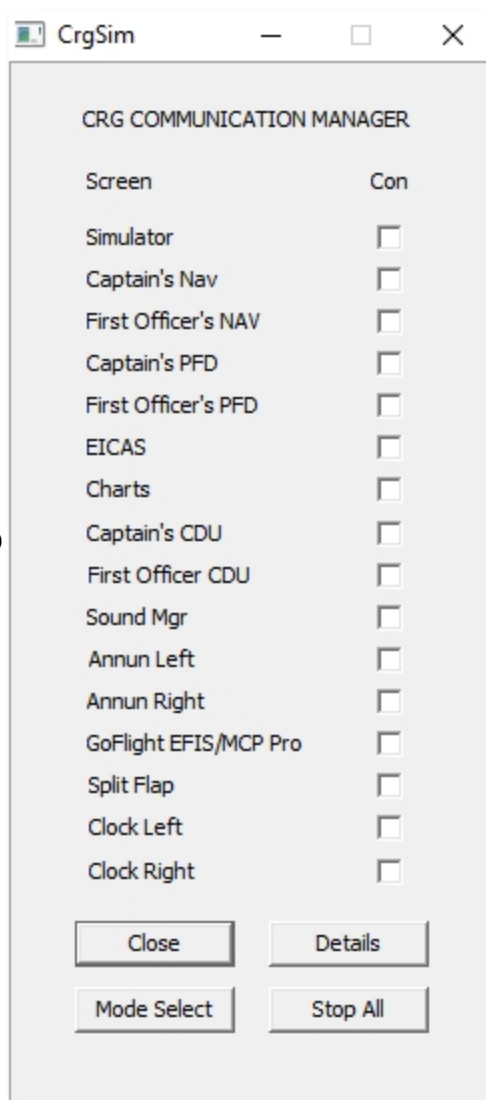 CrgSim
CRG COMMUNICATION MANAGER
Screen Con
Simulator
Captain's Nav
First Officer's NAV
Captain's PFD
First Officer's PFD
EICAS
Charts
Captain's CDU
First Officer CDU
Sound Mgr
Annun Left
Annun Right
GoFlight EFIS/MCP Pro
Split Flap
Clock Left
Clock Right
Close Details
Mode Select Stop All